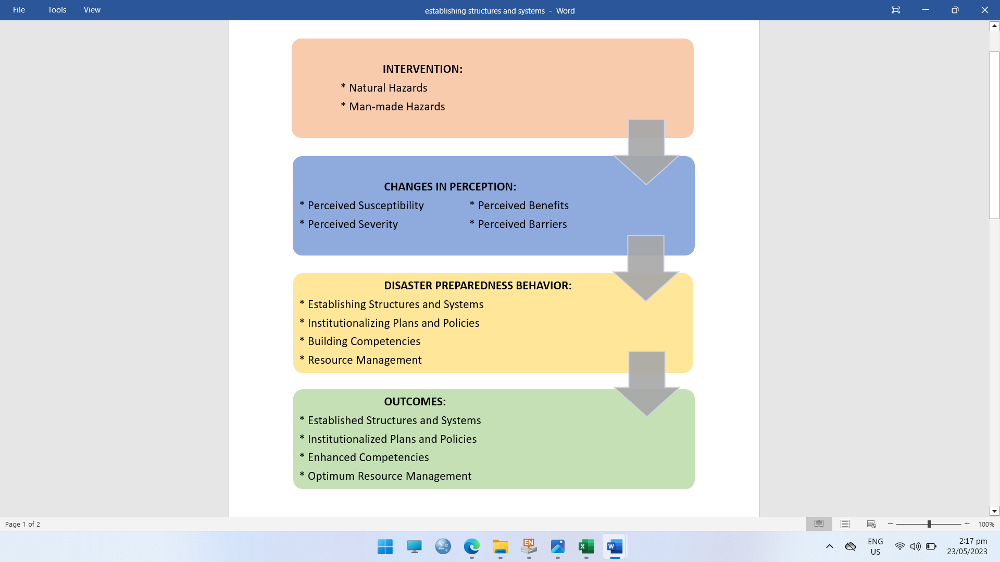 File Tools View establishing structures and systems - Word
INTERVENTION:
* Natural Hazards
* Man-made Hazards
CHANGES IN PERCEPTION:
* Perceived Susceptibility * Perceived Benefits
* Perceived Severity * Perceived Barriers
DISASTER PREPAREDNESS BEHAVIOR:
* Establishing Structures and Systems
* Institutionalizing Plans and Policies
* Building Competencies
* Resource Management
OUTCOMES:
* Established Structures and Systems
* Institutionalized Plans and Policies
* Enhanced Competencies
* Optimum Resource Management
Page 1 of 2 100%
Σα EN X W ENG 2:17 pm
US 23/05/2023